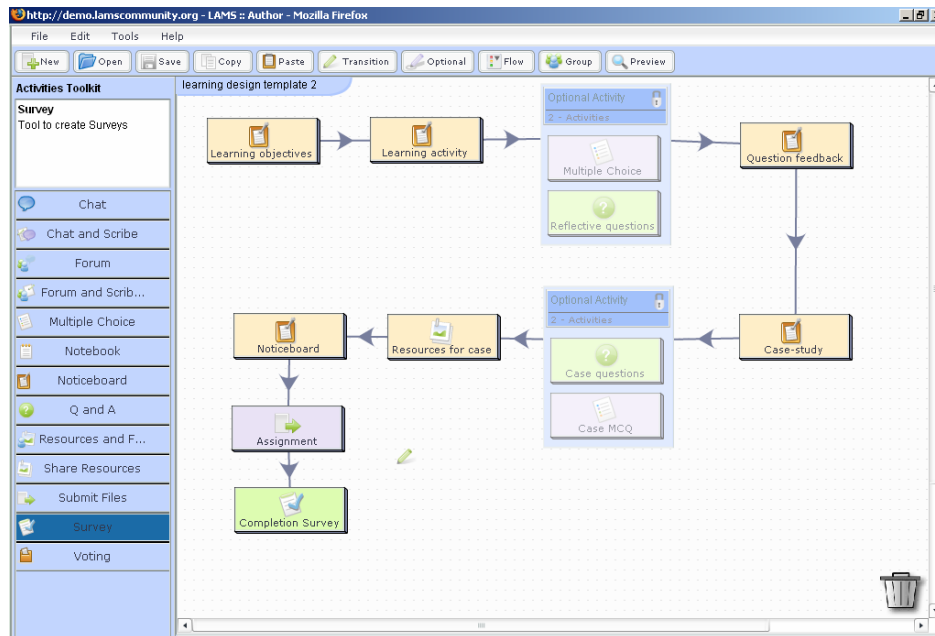 http://demo.lamscommunity.org - LAMS :: Author - Mozilla Firefox
File Edit Tools Help
New Open Save Copy Paste Transition Optional Flow Group Preview
Activities Toolkit
Survey
Tool to create Surveys
Chat
Chat and Scribe
Forum
Forum and Scrib...
Multiple Choice
Notebook
Noticeboard
Q and A
Resources and F...
Share Resources
Submit Files
Survey
Voting
learning design template 2
Learning objectives
Learning activity
Optional Activity
2 - Activities
Multiple Choice
Reflective questions
Question feedback
Case-study
Optional Activity
2 - Activities
Case questions
Case MCQ
Resources for case
Noticeboard
Assignment
Completion Survey